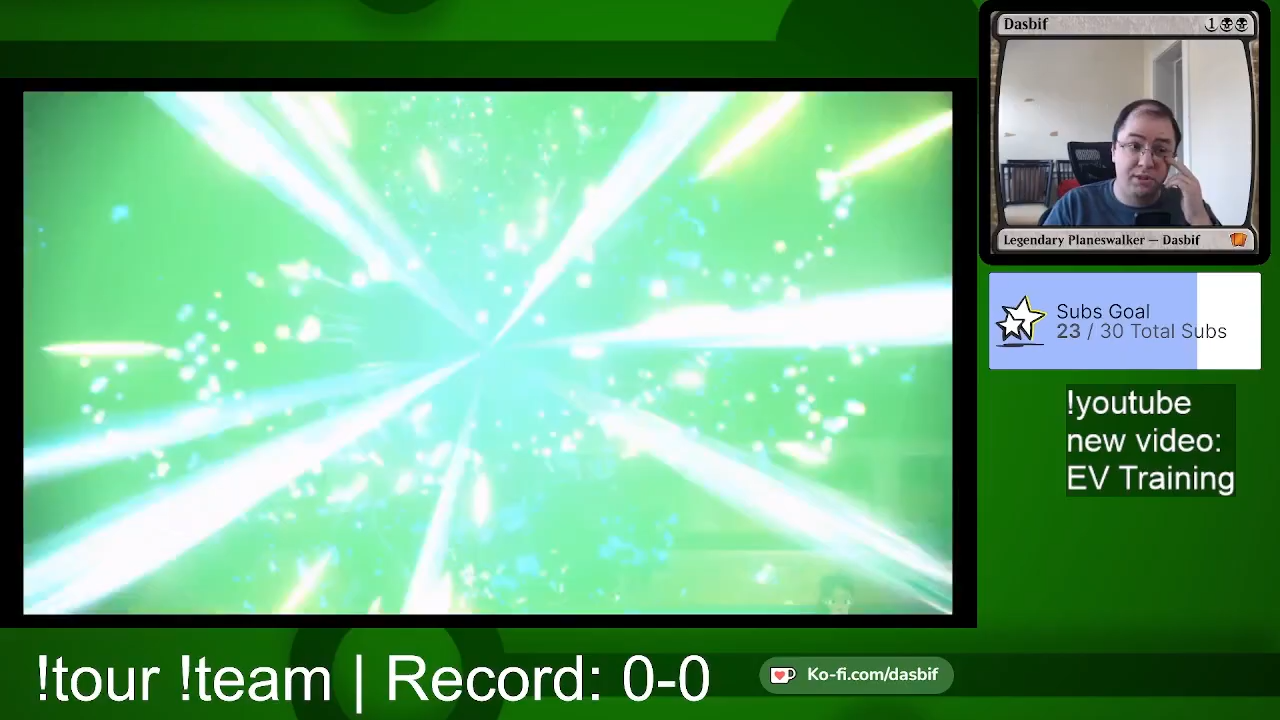 Dasbif
1
Legendary Planeswalker — Dasbif
Subs Goal
23 / 30 Total Subs
!youtube
new video:
EV Training
!tour !team | Record: 0-0
Ko-fi.com/dasbif